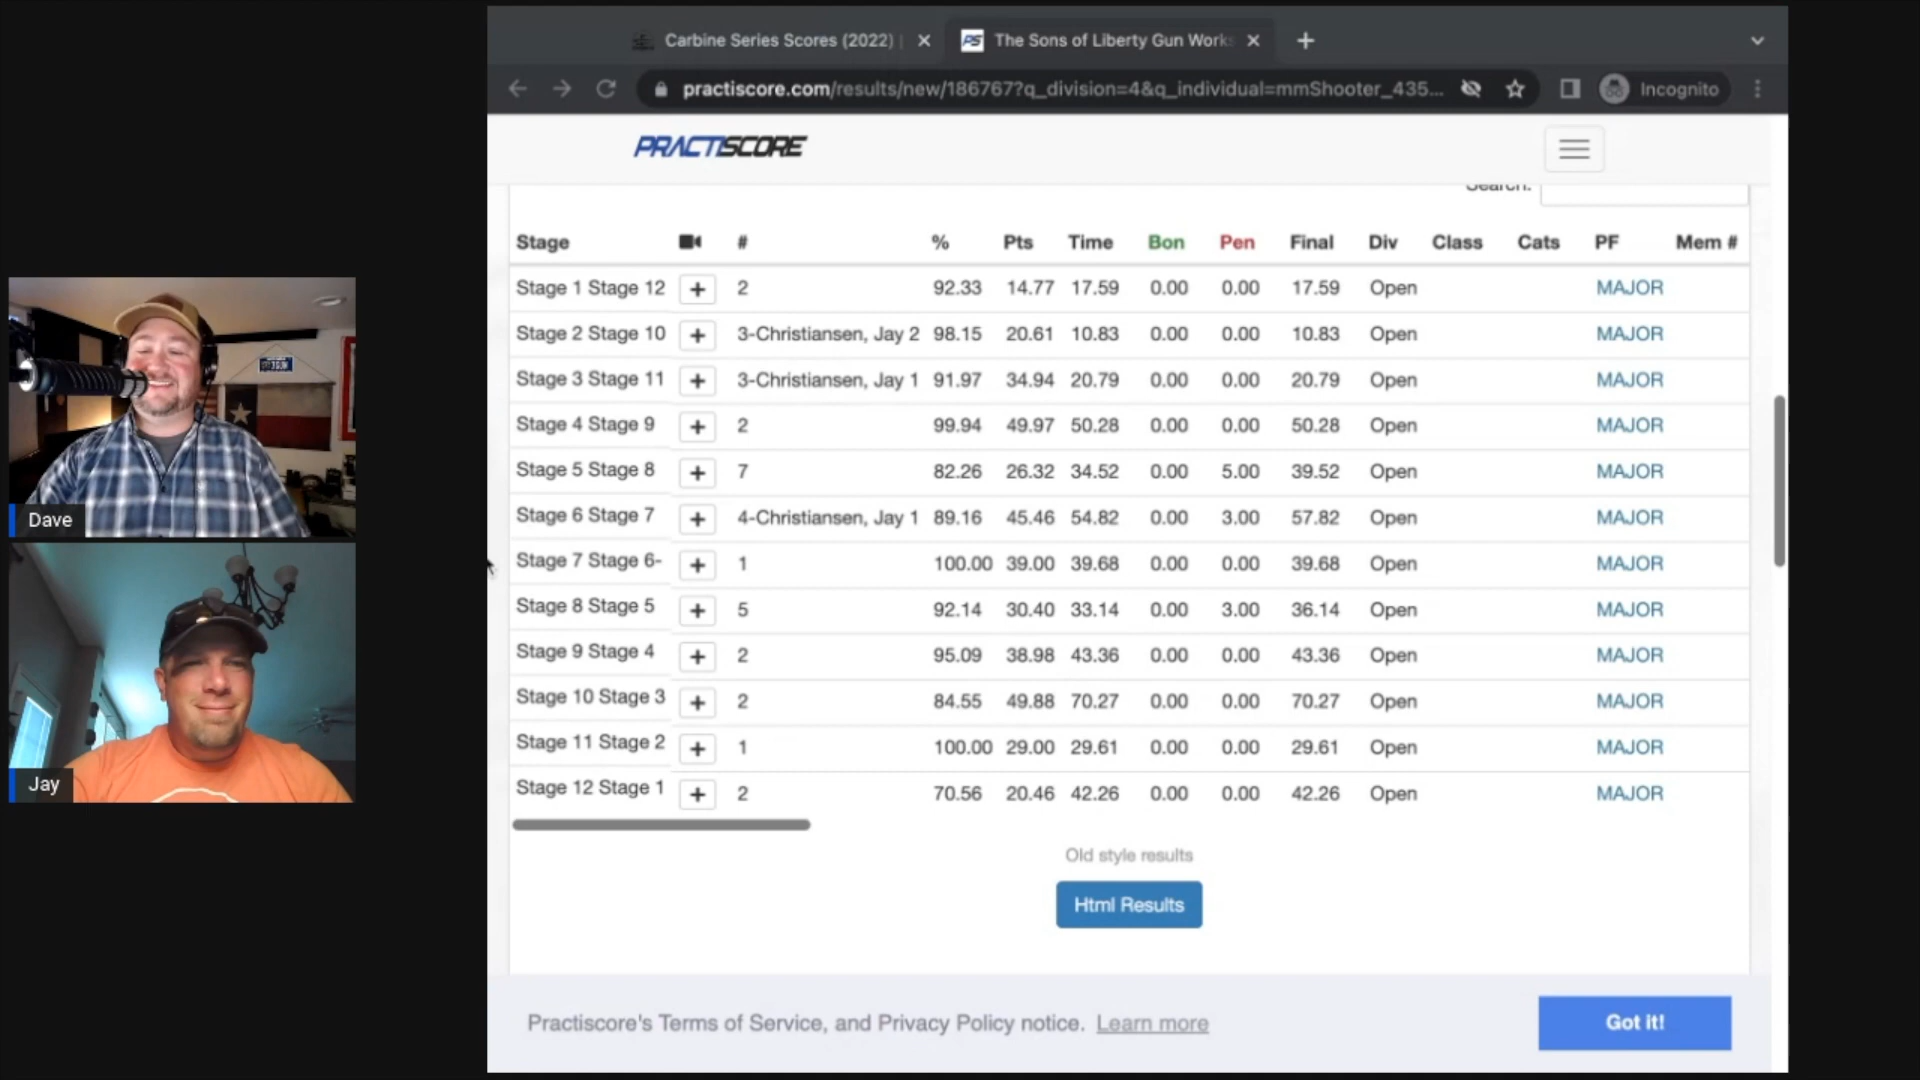 Carbine Series Scores (2022) |
The Sons of Liberty Gun Works
practiscore.com/results/new/186767?q_division=4&q_individual=mmShooter_435...
Incognito
PRACTISCORE
Search:
Stage # % Pts Time Bon Pen Final Div Class Cats PF Mem #
Stage 1 Stage 12 + 2 92.33 14.77 17.59 0.00 0.00 17.59 Open MAJOR
Stage 2 Stage 10 + 3-Christiansen, Jay 2 98.15 20.61 10.83 0.00 0.00 10.83 Open MAJOR
Stage 3 Stage 11 + 3-Christiansen, Jay 1 91.97 34.94 20.79 0.00 0.00 20.79 Open MAJOR
Stage 4 Stage 9 + 2 99.94 49.97 50.28 0.00 0.00 50.28 Open MAJOR
Stage 5 Stage 8 + 7 82.26 26.32 34.52 0.00 5.00 39.52 Open MAJOR
Stage 6 Stage 7 + 4-Christiansen, Jay 1 89.16 45.46 54.82 0.00 3.00 57.82 Open MAJOR
Stage 7 Stage 6- + 1 100.00 39.00 39.68 0.00 0.00 39.68 Open MAJOR
Stage 8 Stage 5 + 5 92.14 30.40 33.14 0.00 3.00 36.14 Open MAJOR
Stage 9 Stage 4 + 2 95.09 38.98 43.36 0.00 0.00 43.36 Open MAJOR
Stage 10 Stage 3 + 2 84.55 49.88 70.27 0.00 0.00 70.27 Open MAJOR
Stage 11 Stage 2 + 1 100.00 29.00 29.61 0.00 0.00 29.61 Open MAJOR
Stage 12 Stage 1 + 2 70.56 20.46 42.26 0.00 0.00 42.26 Open MAJOR
Old style results
Html Results
Practiscore's Terms of Service, and Privacy Policy notice. Learn more
Got it!
Dave
Jay